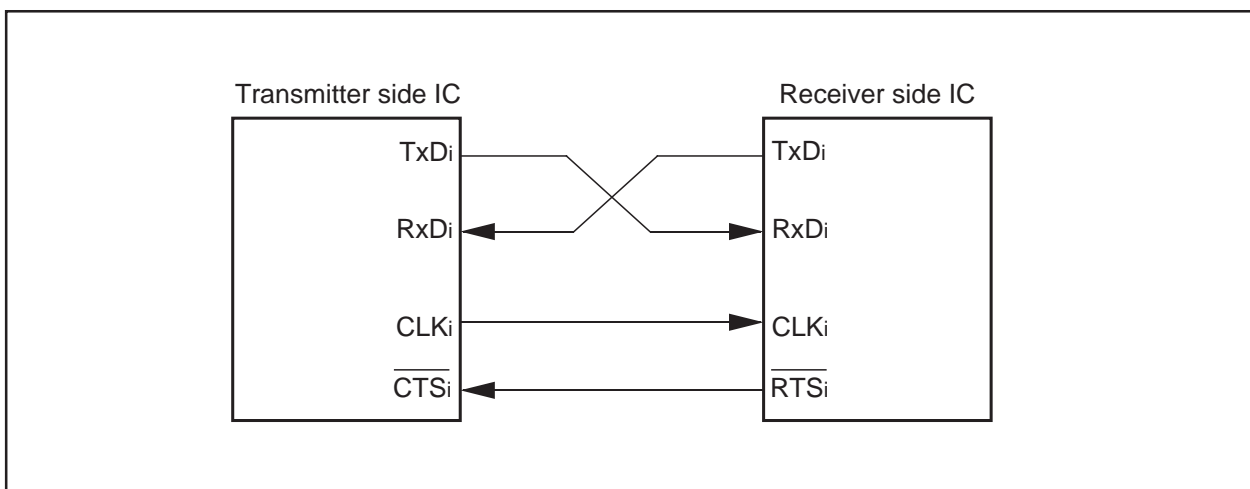 Transmitter side IC
Receiver side IC
TxDi
TxDi
RxDi
RxDi
CLKi
CLKi
CTSi
RTSi